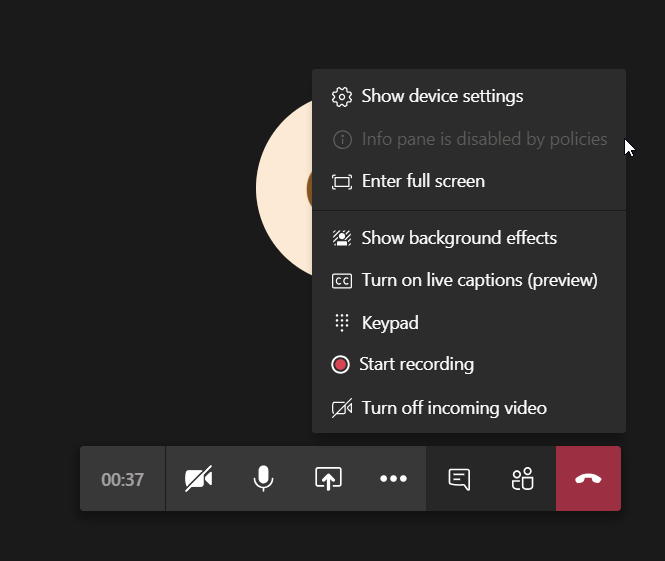 Show device settings
Info pane is disabled by policies
Enter full screen
Show background effects
CC Turn on live captions (preview)
Keypad
Start recording
Turn off incoming video
00:37